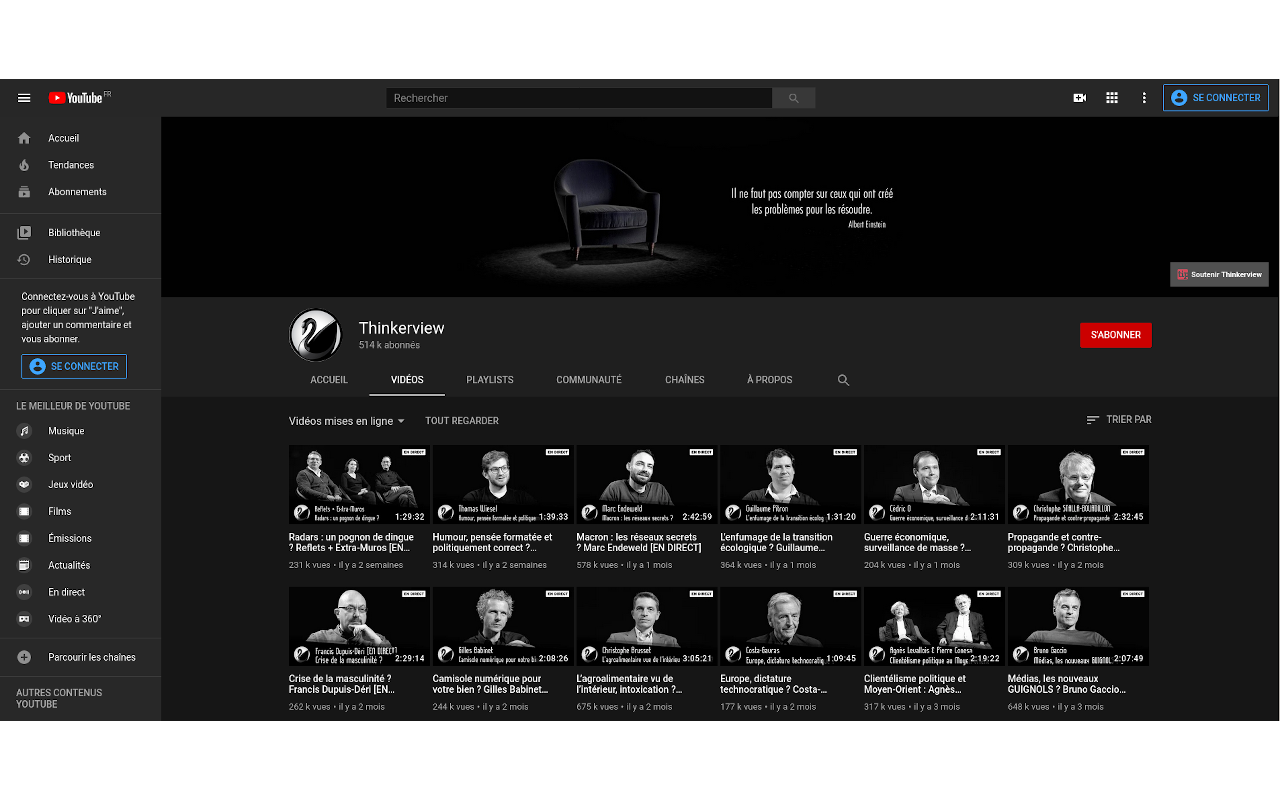 YouTube FR
Rechercher
SE CONNECTER
Accueil
Tendances
Abonnements
Bibliothèque
Historique
Connectez-vous à YouTube
pour cliquer sur "J'aime",
ajouter un commentaire et
vous abonner.
SE CONNECTER
LE MEILLEUR DE YOUTUBE
Musique
Sport
Jeux vidéo
Films
Émissions
Actualités
En direct
Vidéo à 360°
Parcourir les chaînes
AUTRES CONTENUS
YOUTUBE
Il ne faut pas compter sur ceux qui ont créé
les problèmes pour les résoudre.
Albert Einstein
Soutenir Thinkerview
Thinkerview
514 k abonnés
S'ABONNER
ACCUEIL VIDÉOS PLAYLISTS COMMUNAUTÉ CHAÎNES À PROPOS
Vidéos mises en ligne TOUT REGARDER TRIER PAR
EN DIRECT
Reflets + Extra-Muros
Radars : un pognon de dingue ?
1:29:32
Radars : un pognon de dingue
? Reflets + Extra-Muros [EN...
231 k vues • il y a 2 semaines
EN DIRECT
Thomas Wiesel
Humour, pensée formatée et politique
1:39:33
Humour, pensée formatée et
politiquement correct ?...
314 k vues • il y a 2 semaines
EN DIRECT
Marc Endeweld
Macron : les réseaux secrets ?
2:42:59
Macron : les réseaux secrets
? Marc Endeweld [EN DIRECT]
578 k vues • il y a 1 mois
EN DIRECT
Guillaume Pitron
L'enfumage de la transition écolog
1:31:20
L'enfumage de la transition
écologique ? Guillaume...
364 k vues • il y a 1 mois
EN DIRECT
Cédric O
Guerre économique, surveillance d
2:11:31
Guerre économique,
surveillance de masse ?...
204 k vues • il y a 1 mois
EN DIRECT
Christophe
Propagande et contre-propagande
2:32:45
Propagande et contre-
propagande ? Christophe...
309 k vues • il y a 2 mois
EN DIRECT
Francis Dupuis-Déri [EN DIRECT]
Crise de la masculinité ?
2:29:14
Crise de la masculinité ?
Francis Dupuis-Déri [EN...
262 k vues • il y a 2 mois
EN DIRECT
Gilles Babinet
Camisole numérique pour votre bi
2:08:26
Camisole numérique pour
votre bien ? Gilles Babinet...
244 k vues • il y a 2 mois
EN DIRECT
Christophe Brusset
L'agroalimentaire vu de l'intérieu
3:05:21
L'agroalimentaire vu de
l'intérieur, intoxication ?...
675 k vues • il y a 2 mois
EN DIRECT
Costa-Gavras
Europe, dictature technocratiq
1:09:45
Europe, dictature
technocratique ? Costa-...
177 k vues • il y a 2 mois
EN DIRECT
Agnès Levallois & Pierre Conesa
Clientélisme politique au Moye
2:19:22
Clientélisme politique et
Moyen-Orient : Agnès...
317 k vues • il y a 3 mois
EN DIRECT
Bruno Gaccio
Médias, les nouveaux GUIGNOL
2:07:49
Médias, les nouveaux
GUIGNOLS ? Bruno Gaccio...
648 k vues • il y a 3 mois